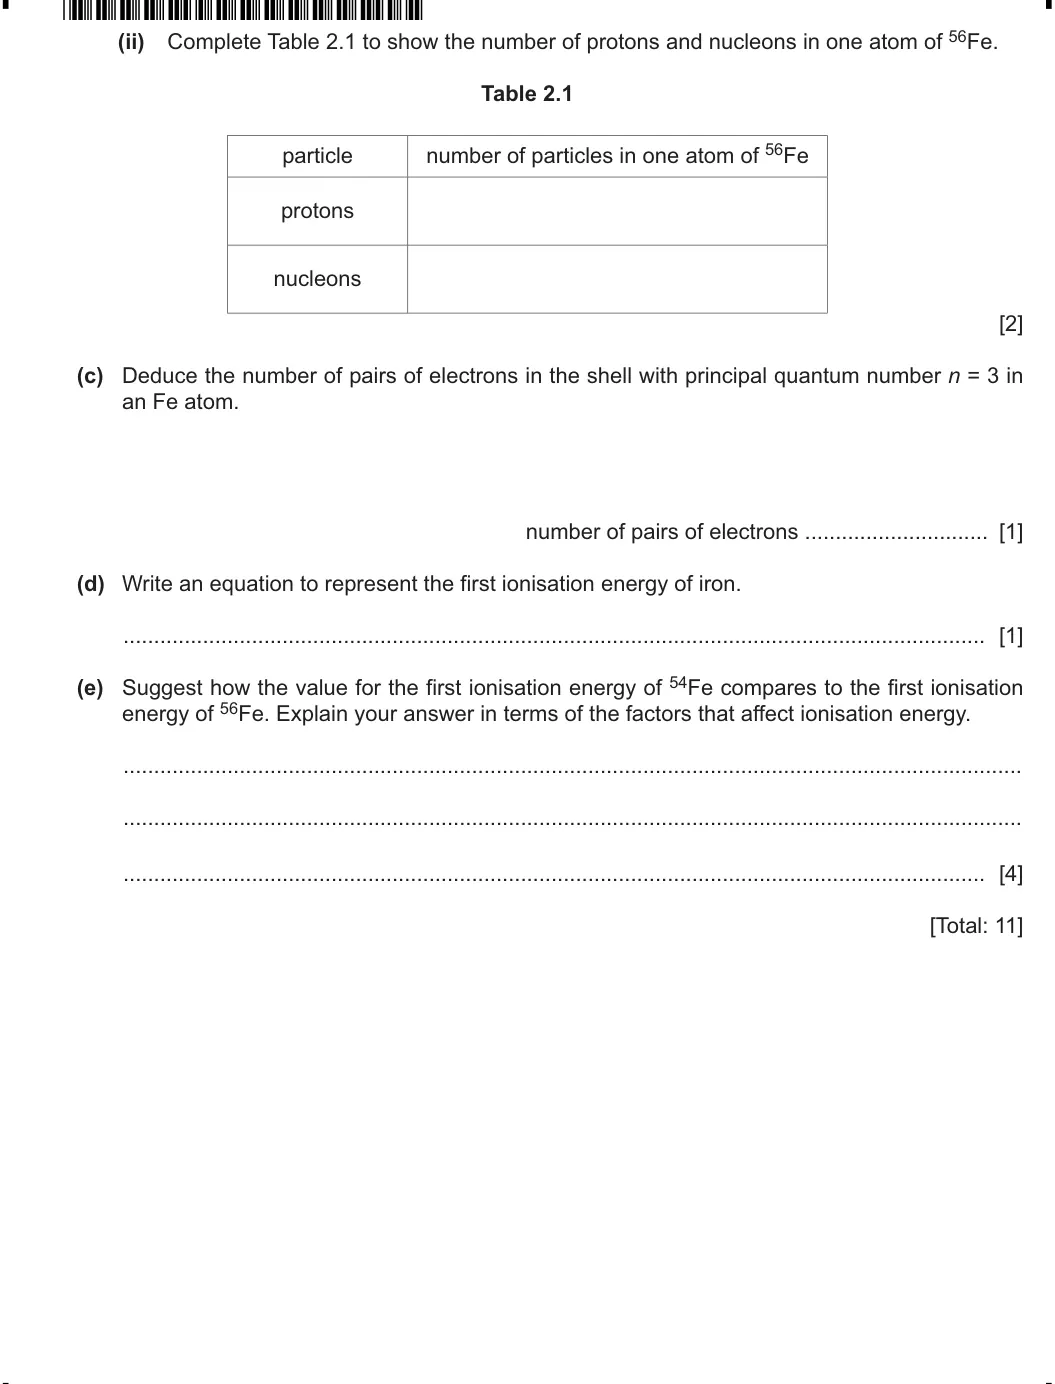 (ii) Complete Table 2.1 to show the number of protons and nucleons in one atom of ⁵⁶Fe.
Table 2.1
particle number of particles in one atom of ⁵⁶Fe
protons
nucleons
[2]
(c) Deduce the number of pairs of electrons in the shell with principal quantum number n = 3 in
an Fe atom.
number of pairs of electrons .............................. [1]
(d) Write an equation to represent the first ionisation energy of iron.
............................................................................................................................................. [1]
(e) Suggest how the value for the first ionisation energy of ⁵⁴Fe compares to the first ionisation
energy of ⁵⁶Fe. Explain your answer in terms of the factors that affect ionisation energy.
...................................................................................................................................................
...................................................................................................................................................
............................................................................................................................................. [4]
[Total: 11]